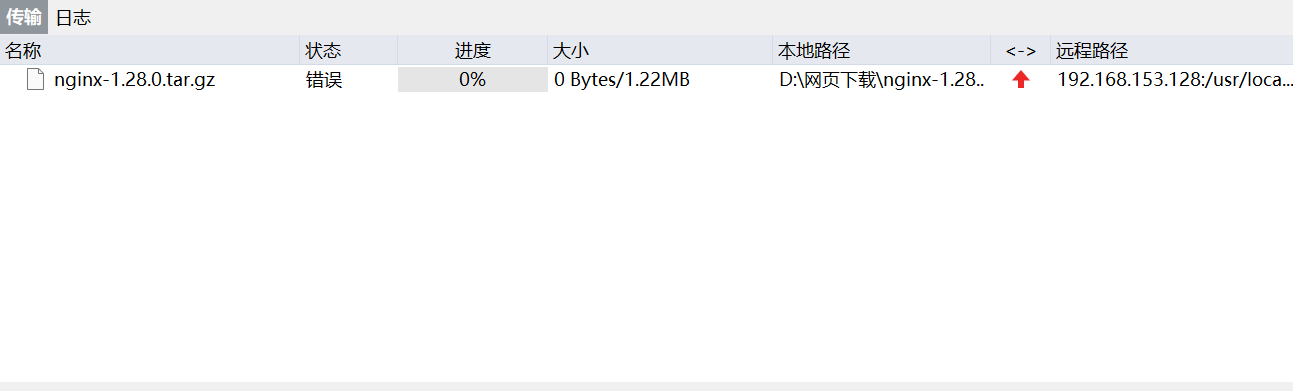 传输 日志
名称 状态 进度 大小 本地路径 <-> 远程路径
nginx-1.28.0.tar.gz 错误 0% 0 Bytes/1.22MB D:\网页下载\nginx-1.28.. 192.168.153.128:/usr/loca...